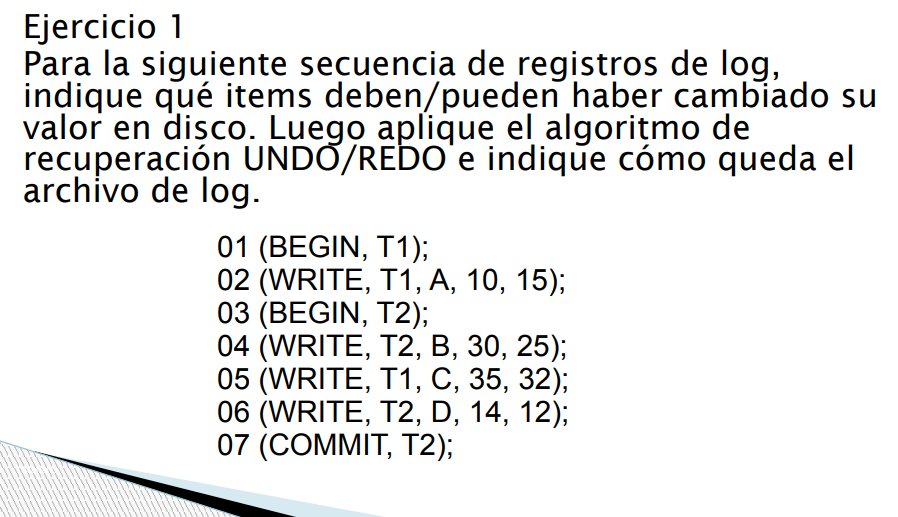 Ejercicio 1
Para la siguiente secuencia de registros de log,
indique qué items deben/pueden haber cambiado su
valor en disco. Luego aplique el algoritmo de
recuperación UNDO/REDO e indique cómo queda el
archivo de log.
01 (BEGIN, T1);
02 (WRITE, T1, A, 10, 15);
03 (BEGIN, T2);
04 (WRITE, T2, B, 30, 25);
05 (WRITE, T1, C, 35, 32);
06 (WRITE, T2, D, 14, 12);
07 (COMMIT, T2);